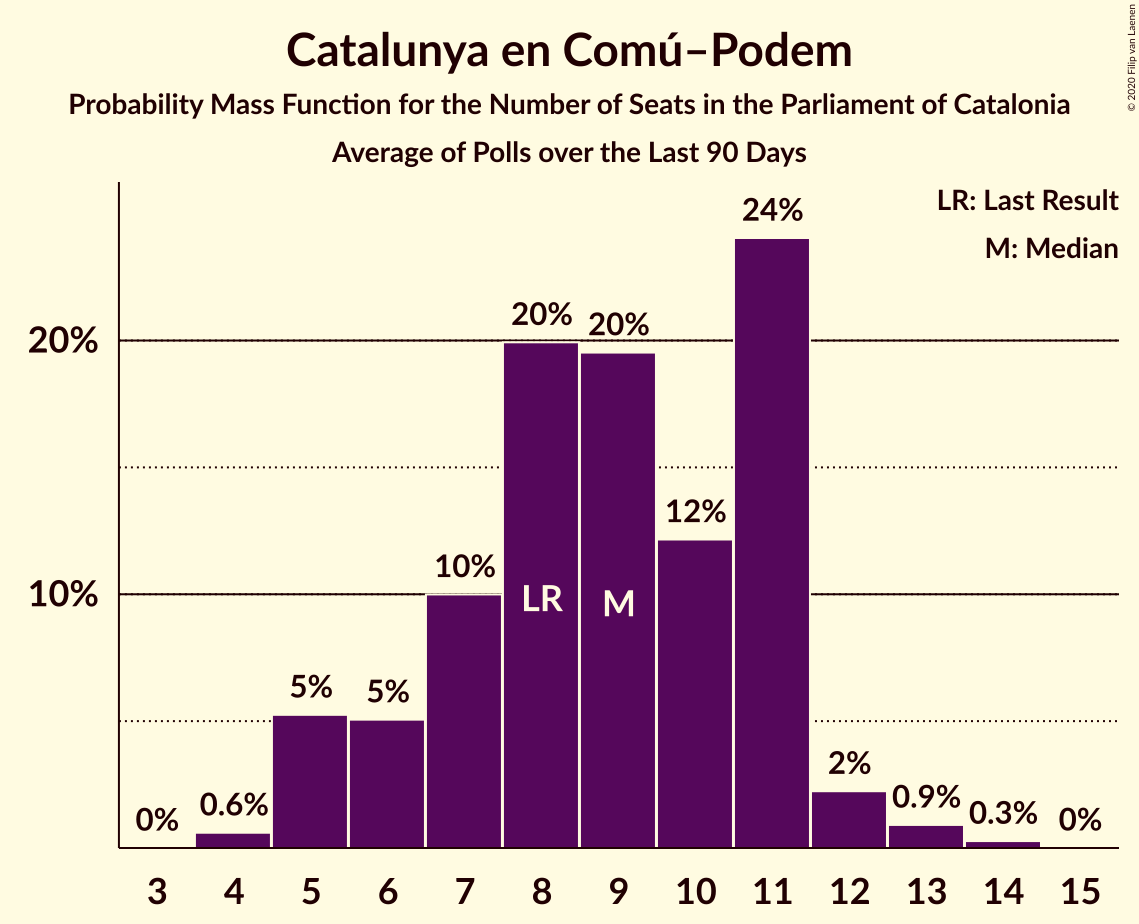 Catalunya en Comú–Podem
Probability Mass Function for the Number of Seats in the Parliament of Catalonia
Average of Polls over the Last 90 Days
© 2020 Filip van Laenen
LR: Last Result
M: Median
24%
20%
20%
20%
12%
10%
10%
LR
M
5%
5%
2%
0%
0.6%
0.9%
0.3%
0%
3 4 5 6 7 8 9 10 11 12 13 14 15